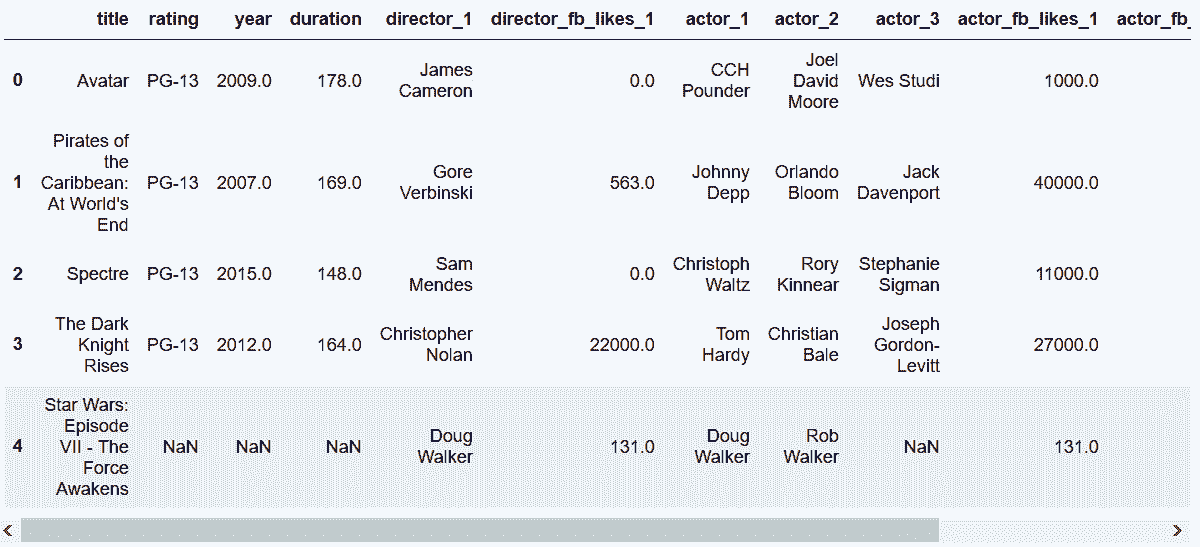 title rating year duration director_1 director_fb_likes_1 actor_1 actor_2 actor_3 actor_fb_likes_1 actor_fb_
0 Avatar PG-13 2009.0 178.0 James Cameron 0.0 CCH Pounder Joel David Moore Wes Studi 1000.0
1 Pirates of the Caribbean: At World's End PG-13 2007.0 169.0 Gore Verbinski 563.0 Johnny Depp Orlando Bloom Jack Davenport 40000.0
2 Spectre PG-13 2015.0 148.0 Sam Mendes 0.0 Christoph Waltz Rory Kinnear Stephanie Sigman 11000.0
3 The Dark Knight Rises PG-13 2012.0 164.0 Christopher Nolan 22000.0 Tom Hardy Christian Bale Joseph Gordon-Levitt 27000.0
4 Star Wars: Episode VII - The Force Awakens NaN NaN NaN Doug Walker 131.0 Doug Walker Rob Walker NaN 131.0